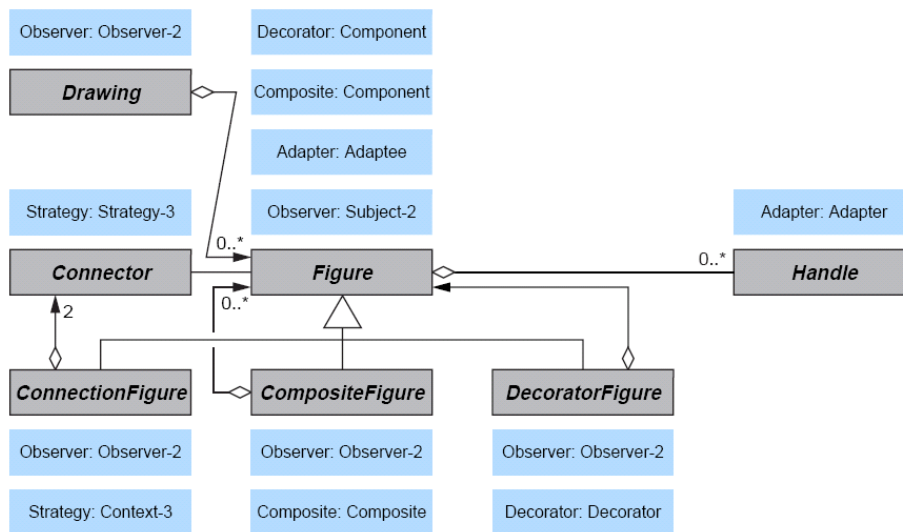 Observer: Observer-2
Decorator: Component
Drawing
Composite: Component
Adapter: Adaptee
Strategy: Strategy-3
Observer: Subject-2
Adapter: Adapter
0..*
0..*
Connector
Figure
Handle
2
0..*
ConnectionFigure
CompositeFigure
DecoratorFigure
Observer: Observer-2
Observer: Observer-2
Observer: Observer-2
Strategy: Context-3
Composite: Composite
Decorator: Decorator